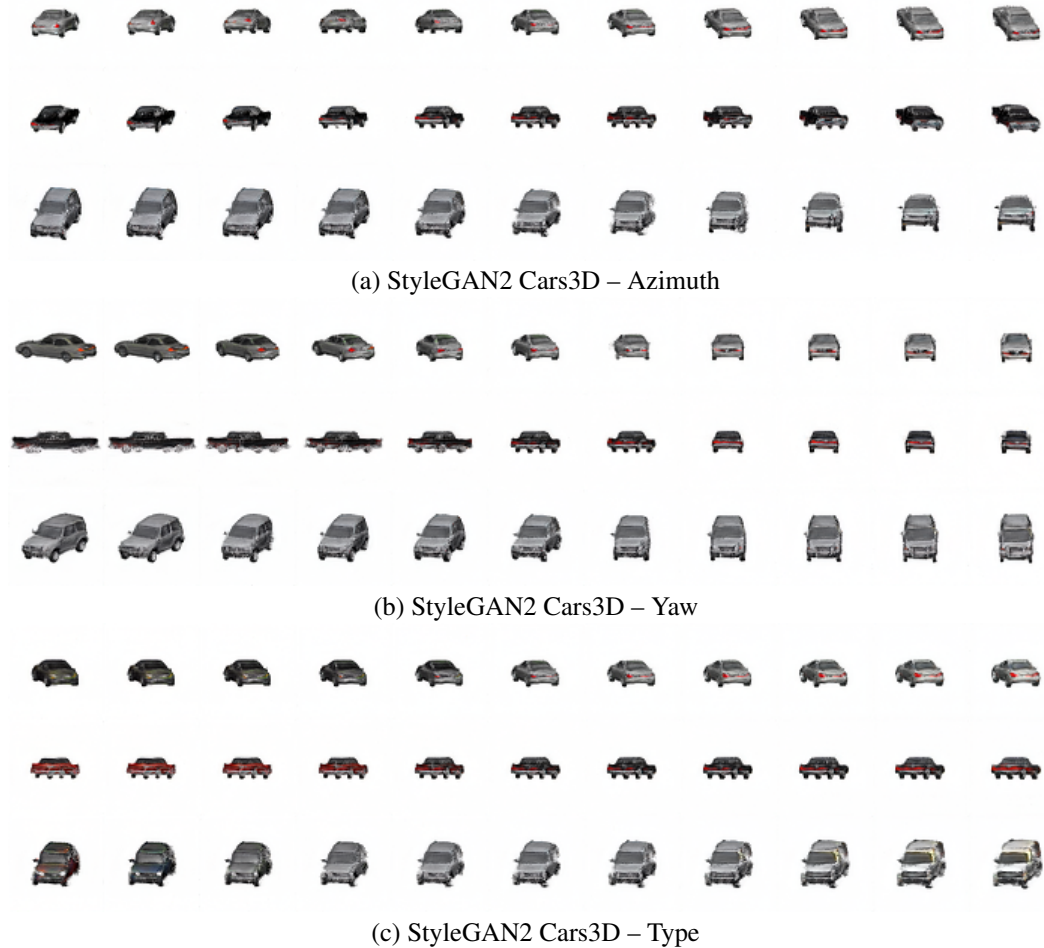 (a) StyleGAN2 Cars3D – Azimuth
(b) StyleGAN2 Cars3D – Yaw
(c) StyleGAN2 Cars3D – Type